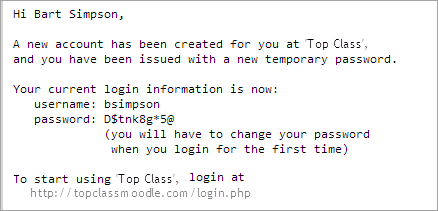 Hi Bart Simpson,
A new account has been created for you at 'Top Class',
and you have been issued with a new temporary password.
Your current login information is now:
username: bsimpson
password: D$tnk8g*5@
(you will have to change your password
when you login for the first time)
To start using 'Top Class', login at
http://topclassmoodle.com/login.php